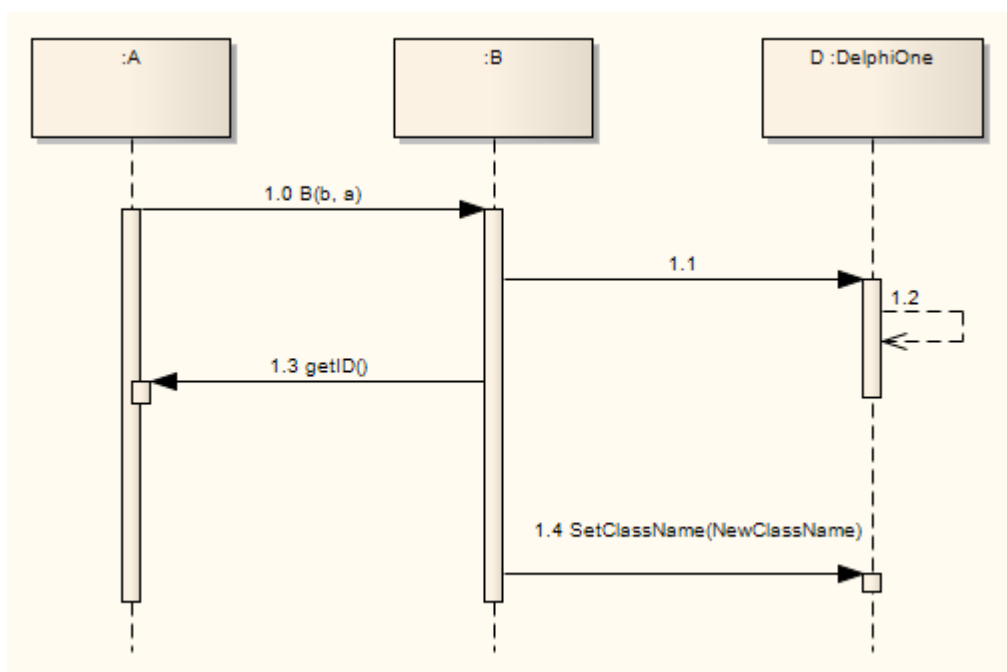 :A
:B
D :DelphiOne
1.0 B(b, a)
1.1
1.2
1.3 getID()
1.4 SetClassName(NewClassName)